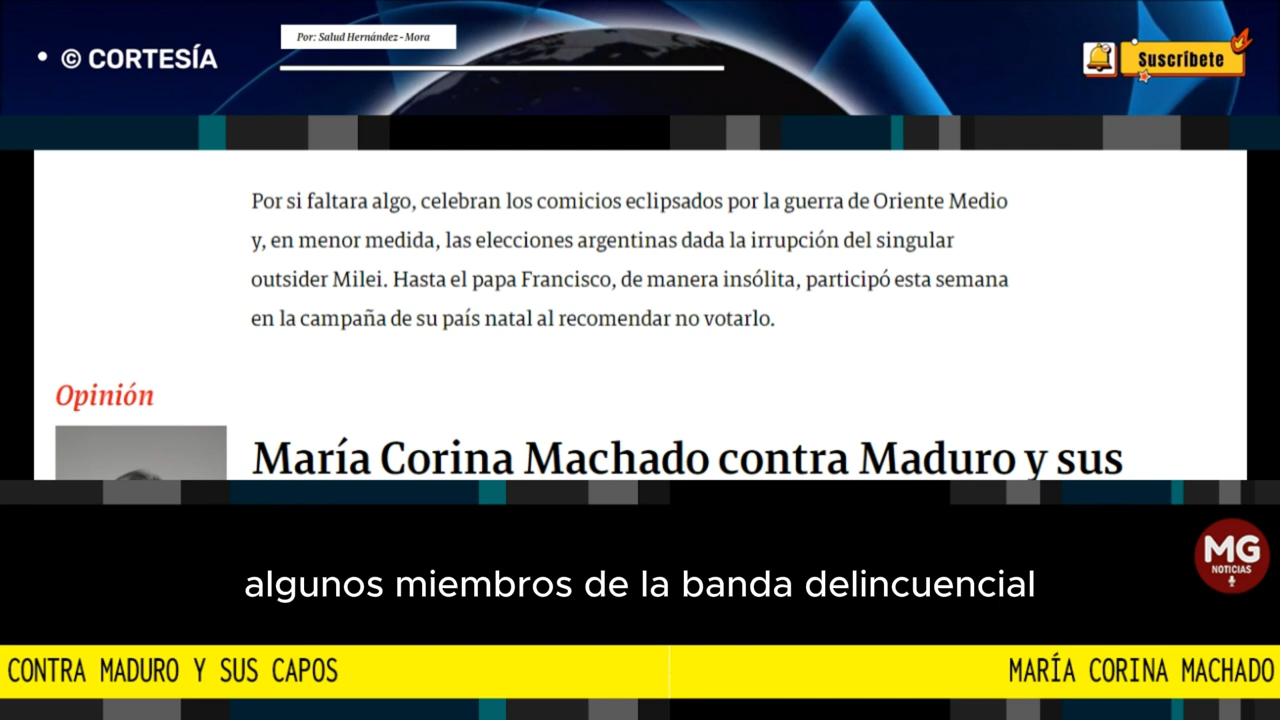 • © CORTESÍA
Por: Salud Hernández - Mora
Suscríbete
Por si faltara algo, celebran los comicios eclipsados por la guerra de Oriente Medio
y, en menor medida, las elecciones argentinas dada la irrupción del singular
outsider Milei. Hasta el papa Francisco, de manera insólita, participó esta semana
en la campaña de su país natal al recomendar no votarlo.
Opinión
María Corina Machado contra Maduro y sus
MG
NOTICIAS
algunos miembros de la banda delincuencial
CONTRA MADURO Y SUS CAPOS
MARÍA CORINA MACHADO